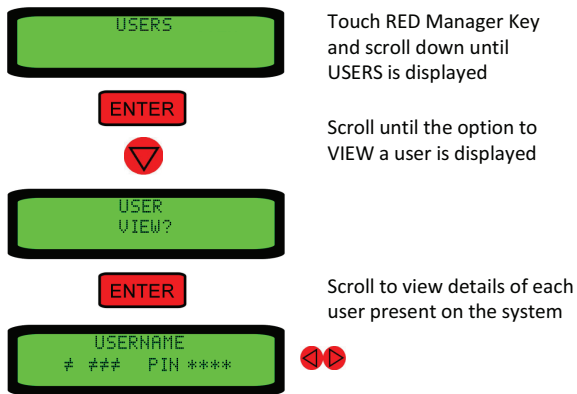 USERS
Touch RED Manager Key
and scroll down until
USERS is displayed
ENTER
Scroll until the option to
VIEW a user is displayed
USER
VIEW?
ENTER
Scroll to view details of each
user present on the system
USERNAME
≠ ≠≠≠ PIN ****